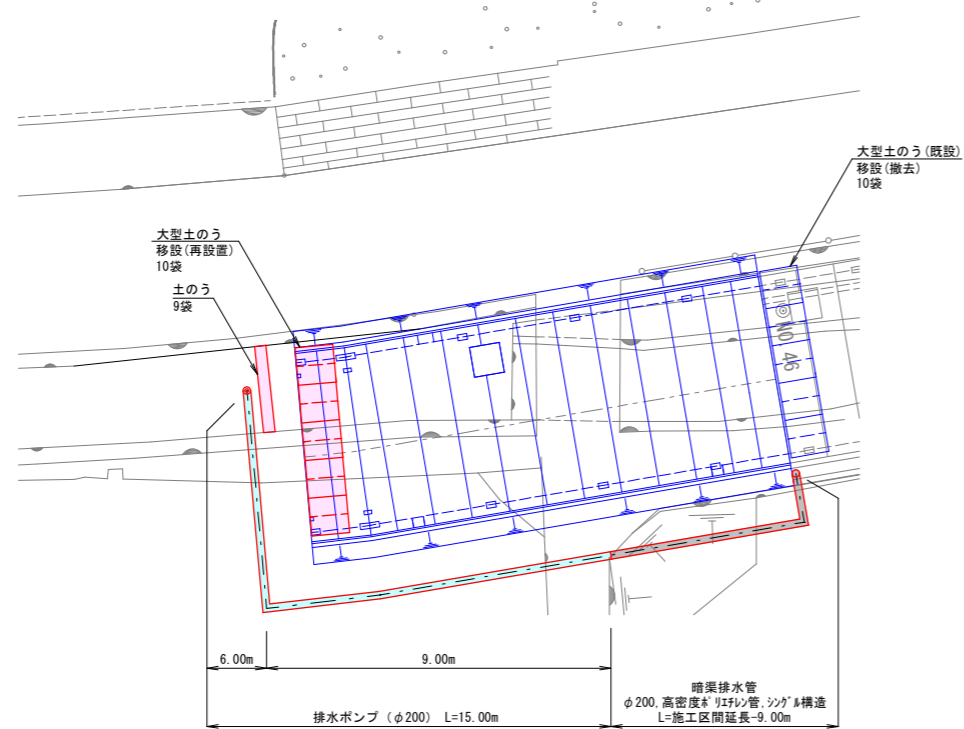 大型土のう(既設)
移設(撤去)
10袋
大型土のう
移設(再設置)
10袋
土のう
9袋
NO 46
6.00m
9.00m
排水ポンプ (φ200) L=15.00m
暗渠排水管
φ200,高密度ﾎﾟﾘｴﾁﾚﾝ管,ｼﾝｸﾞﾙ構造
L=施工区間延長-9.00m